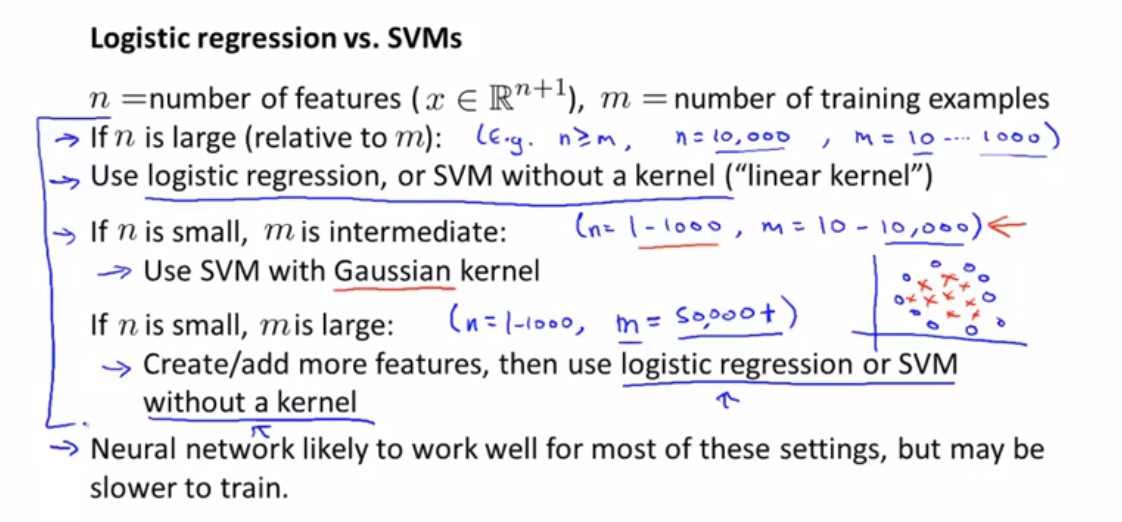 Logistic regression vs. SVMs
n =number of features ( x ∈ ℝⁿ⁺¹), m = number of training examples
→ If n is large (relative to m): (E.g. n≥m, n=10,000 , m = 10 ···· 1000)
→ Use logistic regression, or SVM without a kernel (“linear kernel”)
→ If n is small, m is intermediate: (n= 1-1000 , m = 10 - 10,000) ←
→ Use SVM with Gaussian kernel
If n is small, m is large: (n=1-1000, m = 50,000+)
→ Create/add more features, then use logistic regression or SVM
without a kernel
→ Neural network likely to work well for most of these settings, but may be
slower to train.